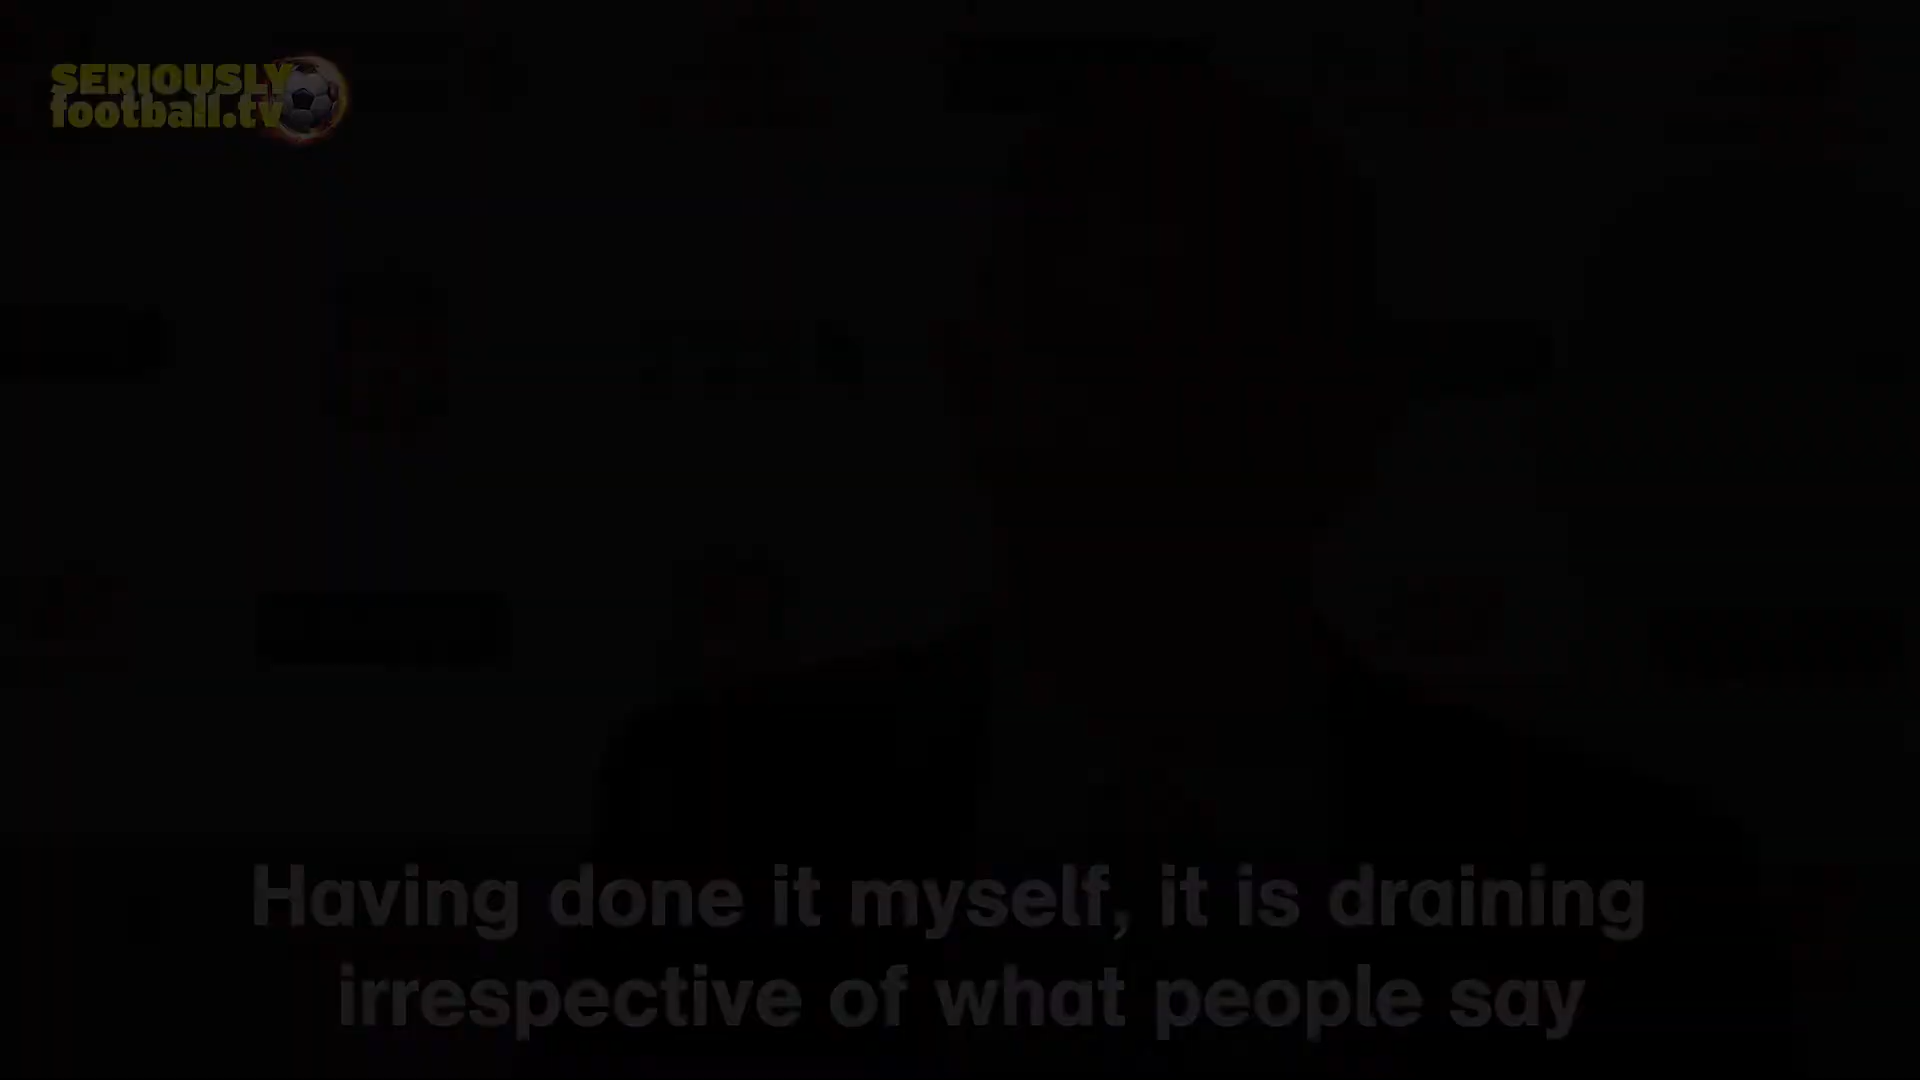 SERIOUSLY
football.tv
Having done it myself, it is draining
irrespective of what people say